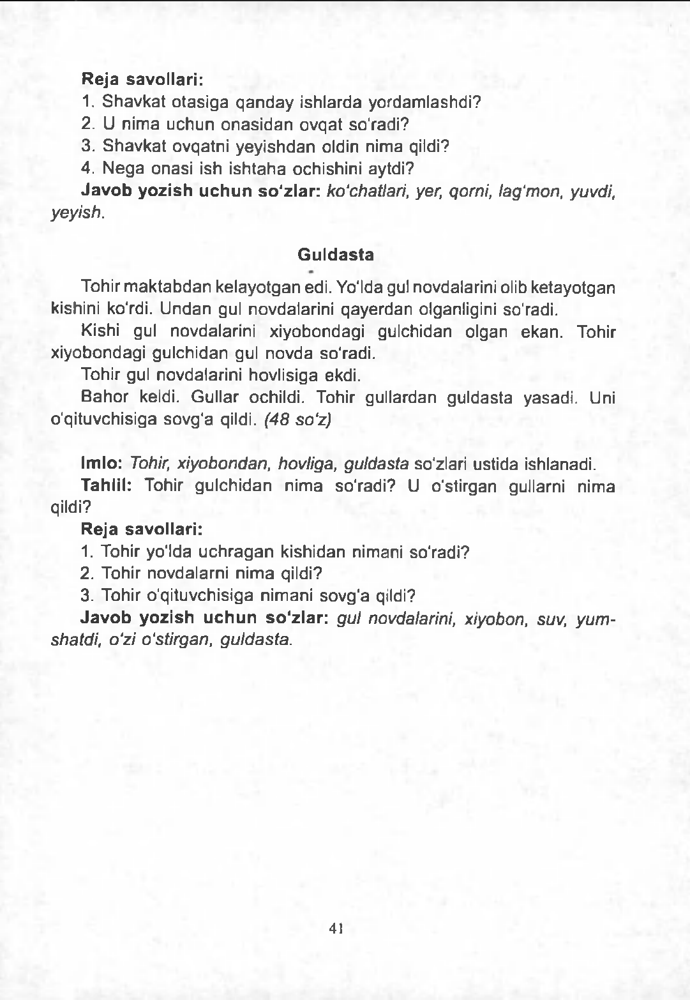 Reja savollari:
1. Shavkat otasiga qanday ishlarda yordamlashdi?
2. U nima uchun onasidan ovqat so'radi?
3. Shavkat ovqatni yeyishdan oldin nima qildi?
4. Nega onasi ish ishtaha ochishini aytdi?
Javob yozish uchun so‘zlar: ko‘chatlari, yer, qorni, lag‘mon, yuvdi,
yeyish.
Guldasta
Tohir maktabdan kelayotgan edi. Yo'lda gul novdalarini olib ketayotgan
kishini ko'rdi. Undan gul novdalarini qayerdan olganligini so'radi.
Kishi gul novdalarini xiyobondagi gulchidan olgan ekan. Tohir
xiyobondagi gulchidan gul novda so'radi.
Tohir gul novdalarini hovlisiga ekdi.
Bahor keldi. Gullar ochildi. Tohir gullardan guldasta yasadi. Uni
o'qituvchisiga sovg'a qildi. (48 so‘z)
Imlo: Tohir, xiyobondan, hovliga, guldasta so'zlari ustida ishlanadi.
Tahlil: Tohir gulchidan nima so'radi? U o'stirgan gullarni nima
qildi?
Reja savollari:
1. Tohir yo'lda uchragan kishidan nimani so'radi?
2. Tohir novdalarni nima qildi?
3. Tohir o'qituvchisiga nimani sovg'a qildi?
Javob yozish uchun so‘zlar: gul novdalarini, xiyobon, suv, yum-
shatdi, o‘zi o‘stirgan, guldasta.
41